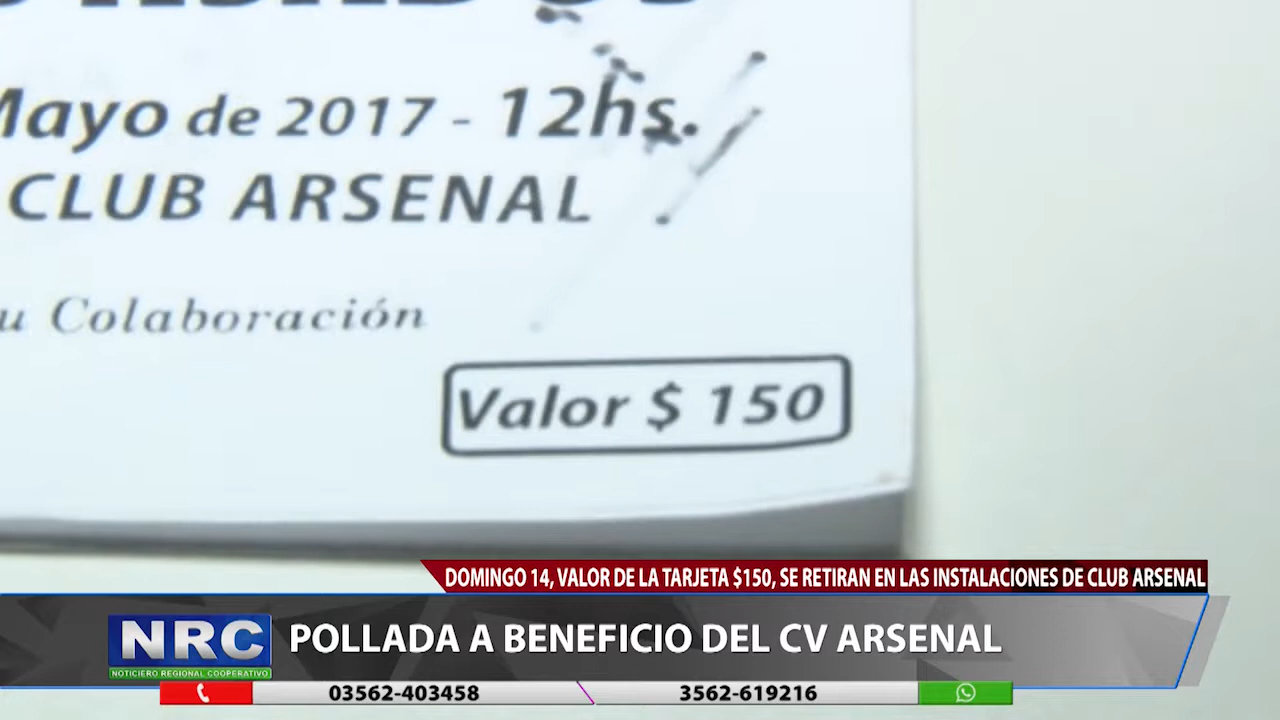 Mayo de 2017 - 12hs.
CLUB ARSENAL
Colaboración
Valor $ 150
DOMINGO 14, VALOR DE LA TARJETA $150, SE RETIRAN EN LAS INSTALACIONES DE CLUB ARSENAL
NRC
NOTICIERO REGIONAL COOPERATIVO
POLLADA A BENEFICIO DEL CV ARSENAL
03562-403458
3562-619216